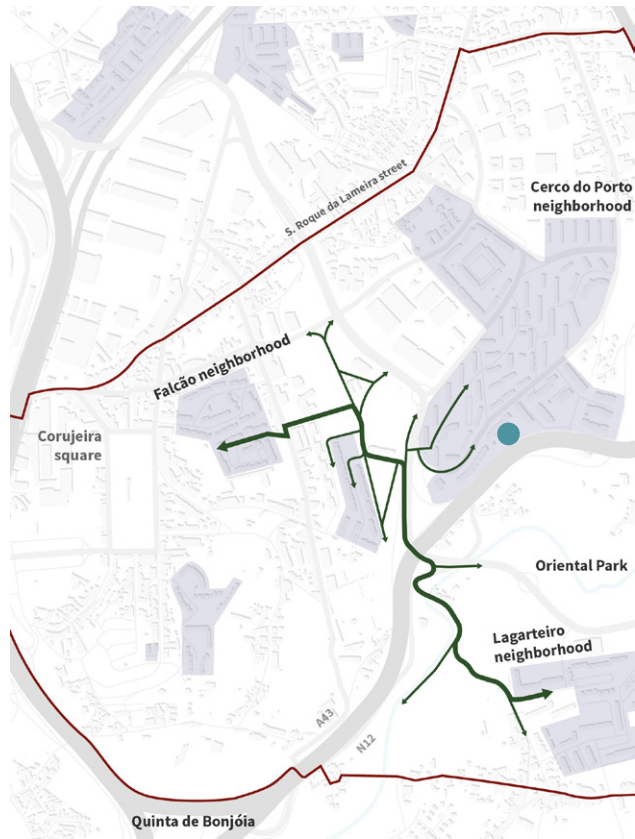 S. Roque da Lameira street
Cerco do Porto
neighborhood
Falcão neighborhood
Corujeira
square
Oriental Park
Lagarteiro
neighborhood
A43
N12
Quinta de Bonjóia